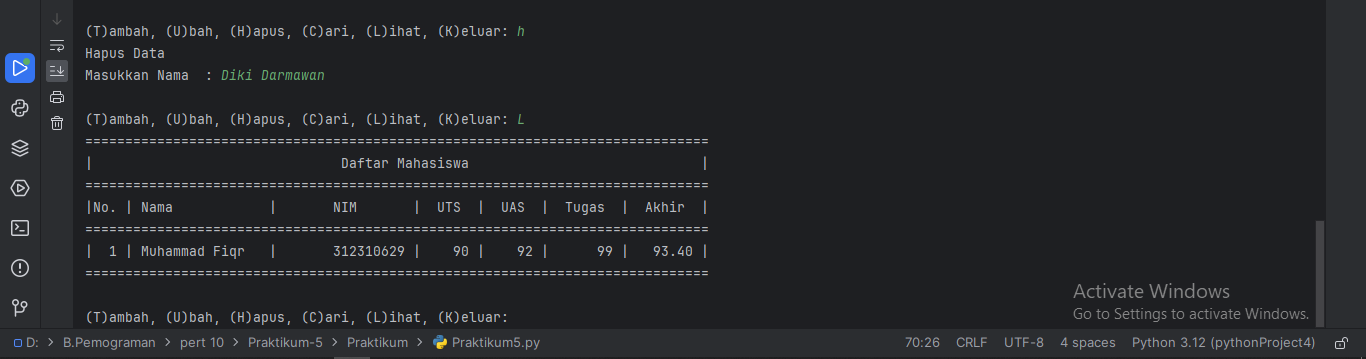 (T)ambah, (U)bah, (H)apus, (C)ari, (L)ihat, (K)eluar: h
Hapus Data
Masukkan Nama  : Diki Darmawan
(T)ambah, (U)bah, (H)apus, (C)ari, (L)ihat, (K)eluar: L
==============================================================================
|                               Daftar Mahasiswa                             |
==============================================================================
|No. | Nama            |       NIM       |  UTS  |  UAS  |  Tugas  |  Akhir  |
==============================================================================
|  1 | Muhammad Fiqr   |       312310629 |    90 |    92 |      99 |   93.40 |
==============================================================================
(T)ambah, (U)bah, (H)apus, (C)ari, (L)ihat, (K)eluar:
Activate Windows
Go to Settings to activate Windows.
D: > B.Pemograman > pert 10 > Praktikum-5 > Praktikum > Praktikum5.py 70:26 CRLF UTF-8 4 spaces Python 3.12 (pythonProject4)